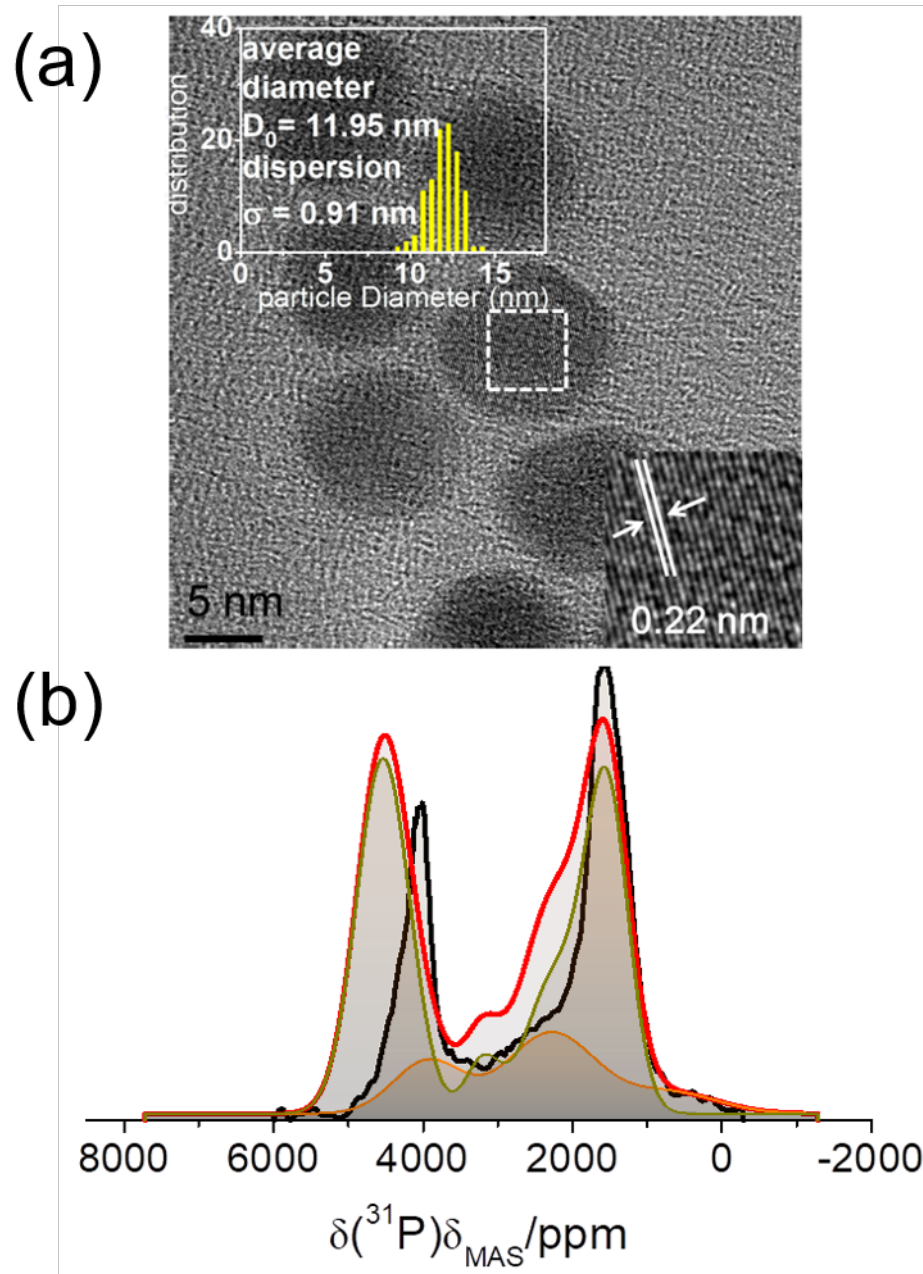 (a)
40
20
0
distribution
average
diameter
D₀= 11.95 nm
dispersion
σ = 0.91 nm
0 5 10 15
particle Diameter (nm)
5 nm
0.22 nm
(b)
8000 6000 4000 2000 0 -2000
δ(³¹P)δ_MAS/ppm